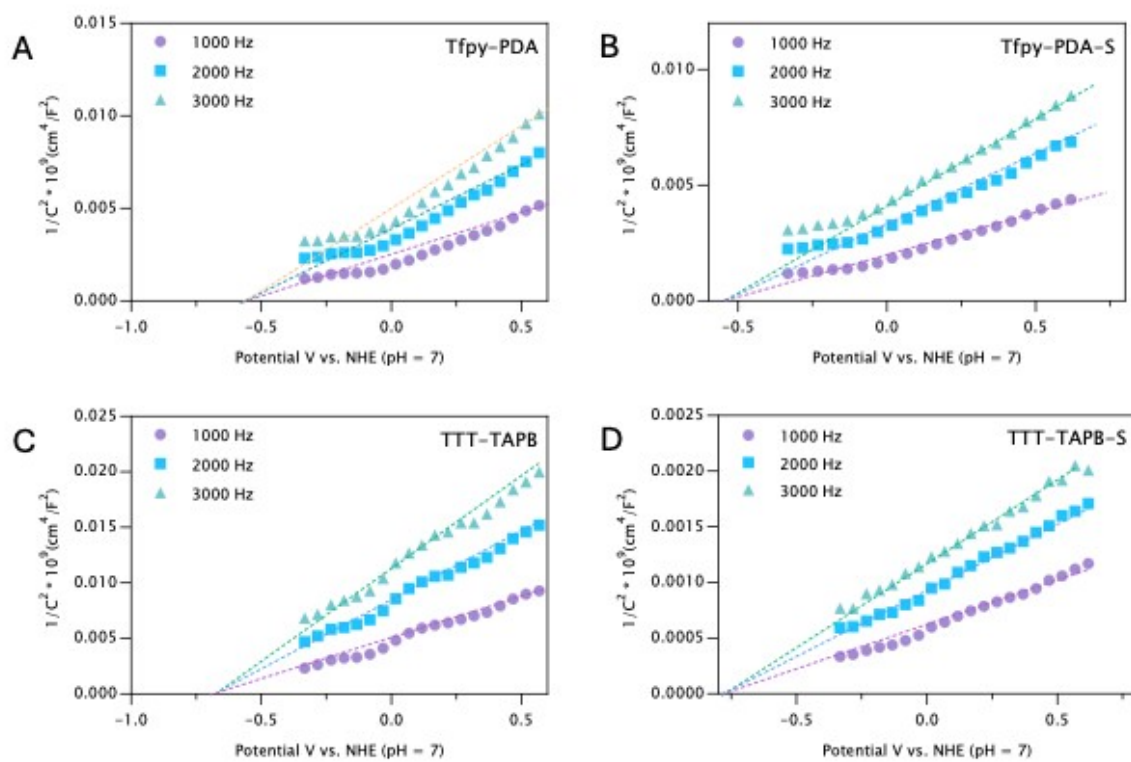 A
Tfpy-PDA
1000 Hz
2000 Hz
3000 Hz
0.015
0.010
0.005
0.000
1/C² * 10⁹(cm⁴/F²)
-1.0
-0.5
0.0
0.5
Potential V vs. NHE (pH = 7)
B
Tfpy-PDA-S
1000 Hz
2000 Hz
3000 Hz
0.010
0.005
0.000
1/C² * 10⁹(cm⁴/F²)
-0.5
0.0
0.5
Potential V vs. NHE (pH = 7)
C
TTT-TAPB
1000 Hz
2000 Hz
3000 Hz
0.025
0.020
0.015
0.010
0.005
0.000
1/C² * 10⁹(cm⁴/F²)
-1.0
-0.5
0.0
0.5
Potential V vs. NHE (pH = 7)
D
TTT-TAPB-S
1000 Hz
2000 Hz
3000 Hz
0.0025
0.0020
0.0015
0.0010
0.0005
0.0000
1/C² * 10⁹(cm⁴/F²)
-0.5
0.0
0.5
Potential V vs. NHE (pH = 7)